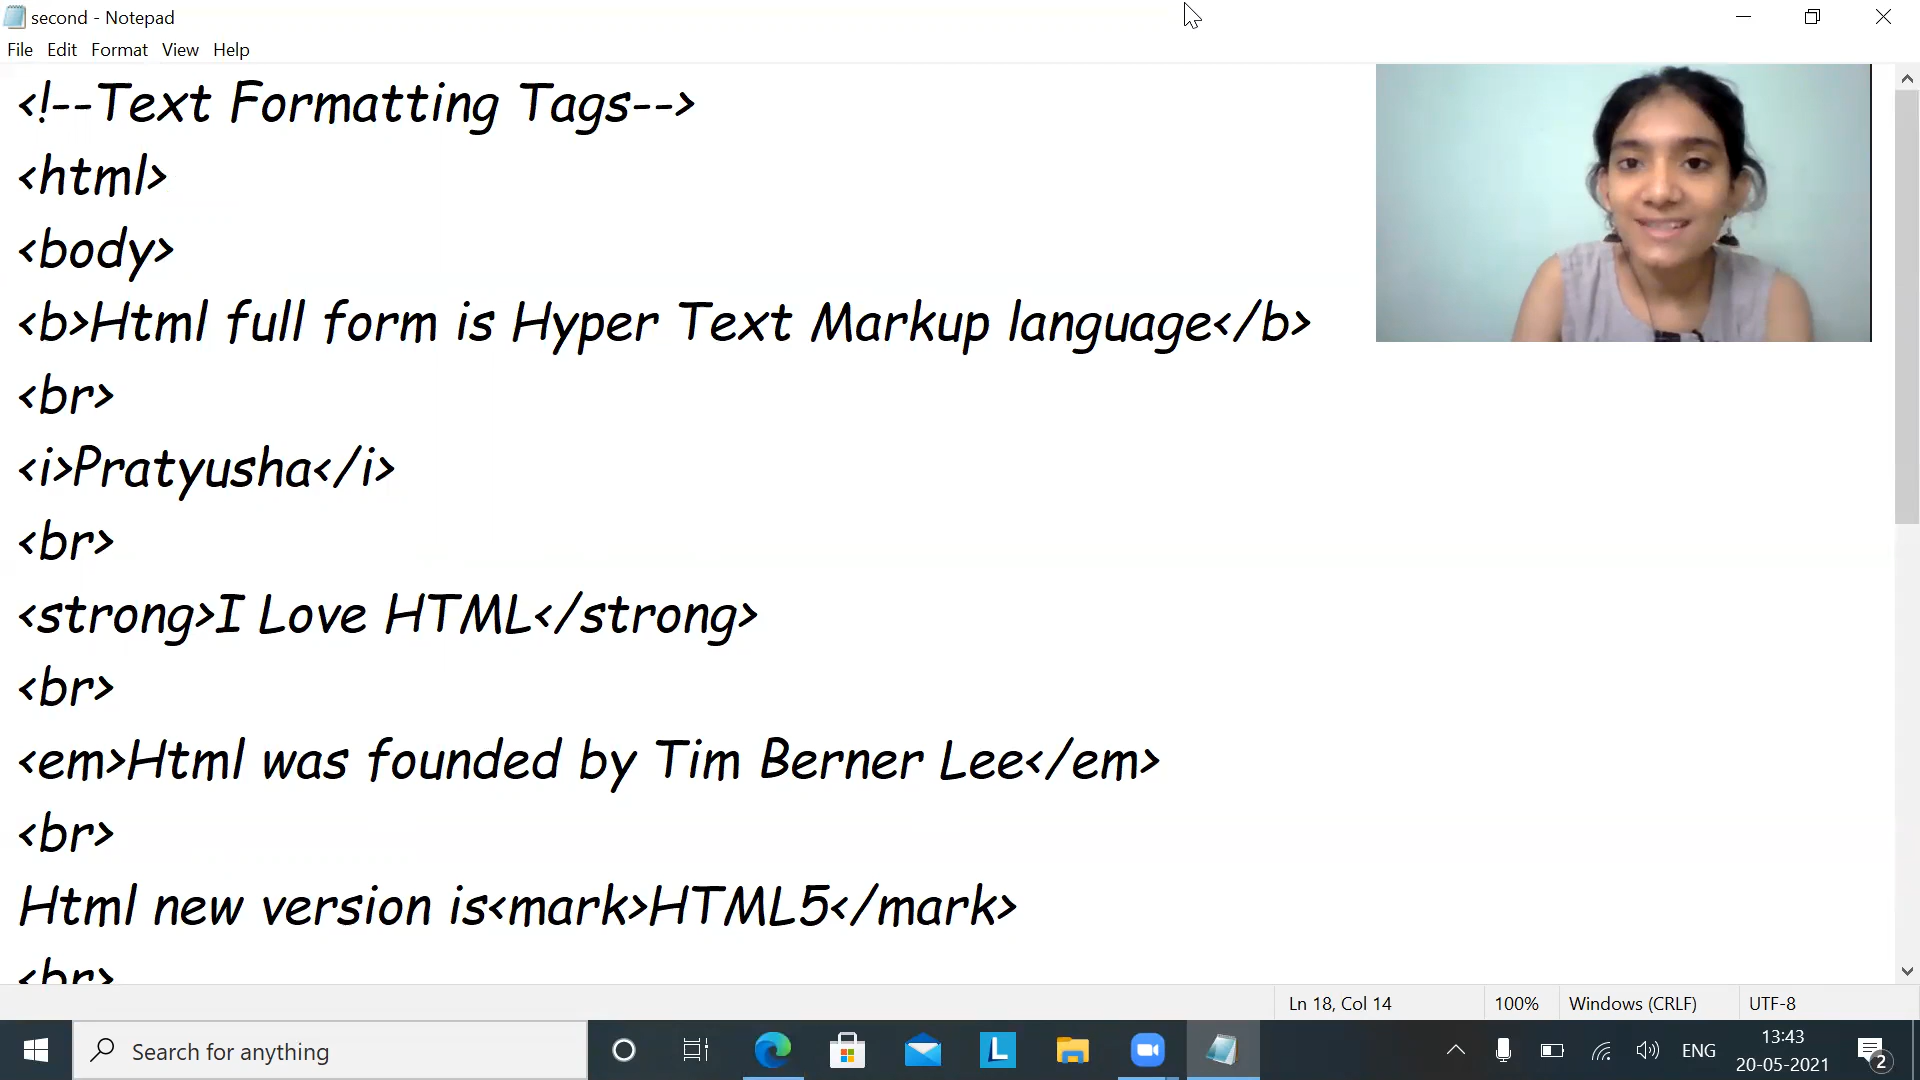 second - Notepad
File Edit Format View Help
<!--Text Formatting Tags-->
<html>
<body>
<b>Html full form is Hyper Text Markup language</b>
<br>
<i>Pratyusha</i>
<br>
<strong>I Love HTML</strong>
<br>
<em>Html was founded by Tim Berner Lee</em>
<br>
Html new version is<mark>HTML5</mark>
<br>
Ln 18, Col 14 100% Windows (CRLF) UTF-8
Search for anything
L
ENG
13:43
20-05-2021
2